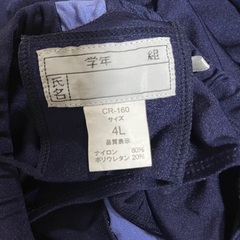 学年 組
氏名
CR-160
サイズ
4L
品質表示
ナイロン 80%
ポリウレタン 20%